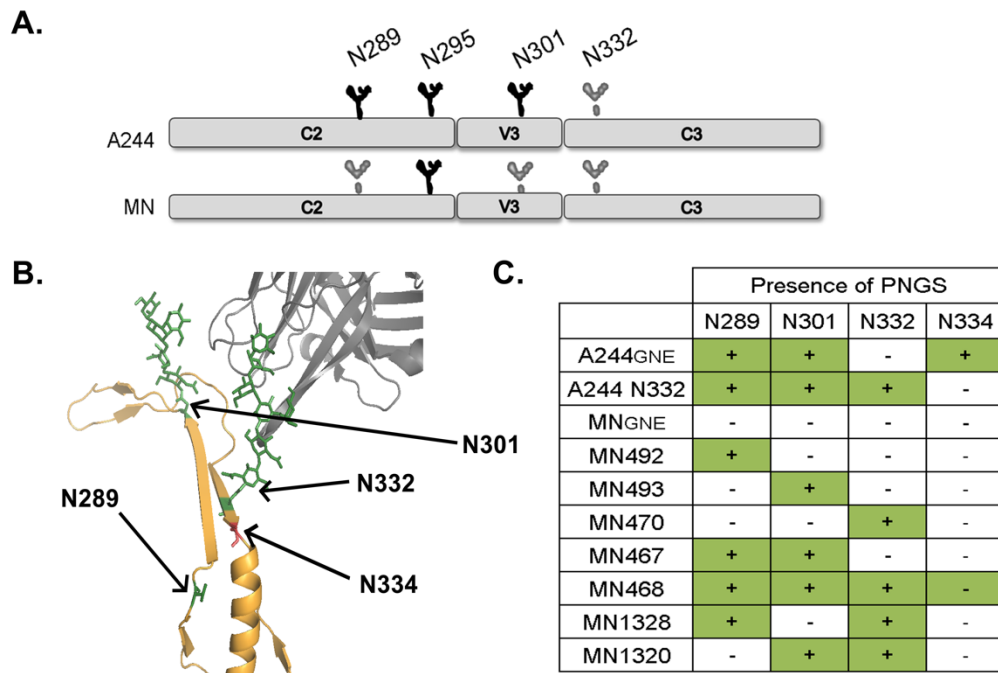 A.
N289 N295 N301 N332
A244 C2 V3 C3
MN C2 V3 C3
B.
N301
N332
N289
N334
C.
Presence of PNGS
N289 N301 N332 N334
A244GNE + + - +
A244 N332 + + + -
MNGNE - - - -
MN492 + - - -
MN493 - + - -
MN470 - - + -
MN467 + + - -
MN468 + + + -
MN1328 + - + -
MN1320 - + + -